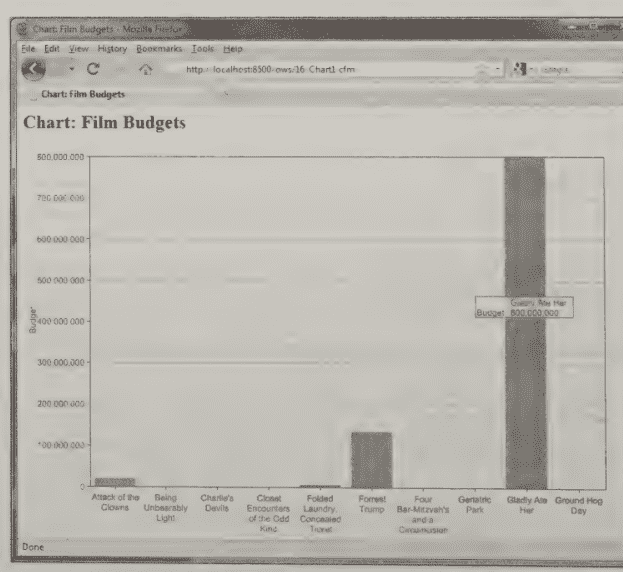 Chart: Film Budgets - Mozilla Firefox
File Edit View History Bookmarks Tools Help
http://localhost:8500/ows/16/Chart1.cfm
Chart: Film Budgets
Chart: Film Budgets
800,000,000
700,000,000
600,000,000
500,000,000
400,000,000
300,000,000
200,000,000
100,000,000
0
Budget
Gladly Ate Her
Budget 800,000,000
Attack of the Clowns
Being Unbearably Light
Charlie's Devils
Closet Encounters of the Odd Kind
Folded Laundry, Concealed Ticket
Forrest Trump
Four Bar-Mitzvah's and a Circumcision
Geriatric Park
Gladly Ate Her
Ground Hog Day
Done